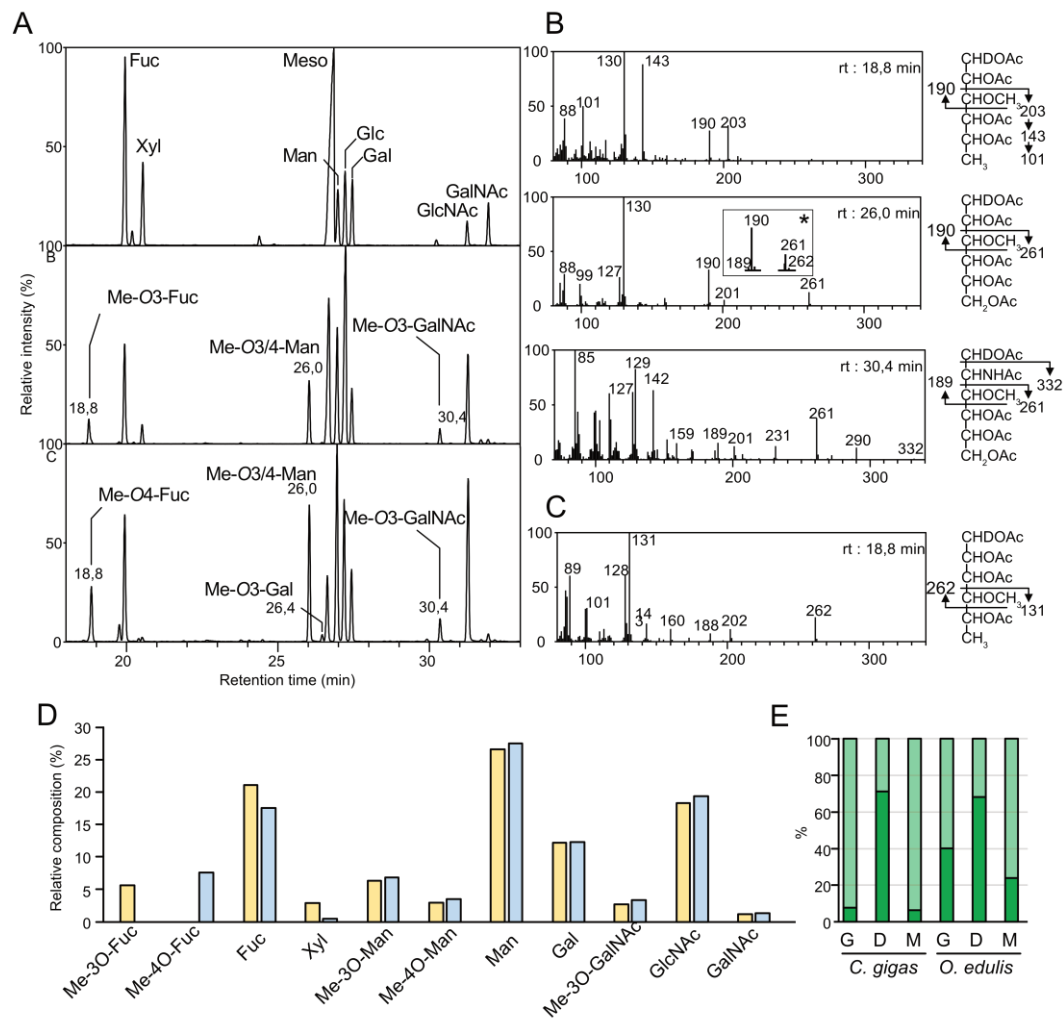 A
100
50
100
50
100
50
0
Relative intensity (%)
Fuc
Xyl
Meso
Man
Glc
Gal
GlcNAc
GalNAc
B
Me-O3-Fuc
18,8
Me-O3/4-Man
26,0
Me-O3-GalNAc
30,4
C
Me-O4-Fuc
18,8
Me-O3/4-Man
26,0
Me-O3-Gal
26,4
Me-O3-GalNAc
30,4
20 25 30
Retention time (min)
B
100
50
0
88
101
130
143
190
203
rt : 18,8 min
100 200 300
CHDOAc
CHOAc
190
CHOCH3
203
CHOAc
143
CHOAc
101
CH3
100
50
0
88
99
127
130
190
201
261
190
189
261
262
*
rt : 26,0 min
100 200 300
CHDOAc
CHOAc
190
CHOCH3
261
CHOAc
CHOAc
CH2OAc
100
50
0
85
127
129
142
159
189
201
231
261
290
332
rt : 30,4 min
100 200 300
CHDOAc
332
CHNHAc
189
CHOCH3
261
CHOAc
CHOAc
CH2OAc
C
100
50
0
89
101
128
131
14
3
160
188
202
262
rt : 18,8 min
100 200 300
CHDOAc
CHOAc
CHOAc
262
CHOCH3
131
CHOAc
CH3
D
Relative composition (%)
30
25
20
15
10
5
0
Me-3O-Fuc
Me-4O-Fuc
Fuc
Xyl
Me-3O-Man
Me-4O-Man
Man
Gal
Me-3O-GalNAc
GlcNAc
GalNAc
E
%
100
80
60
40
20
0
G D M G D M
C. gigas O. edulis